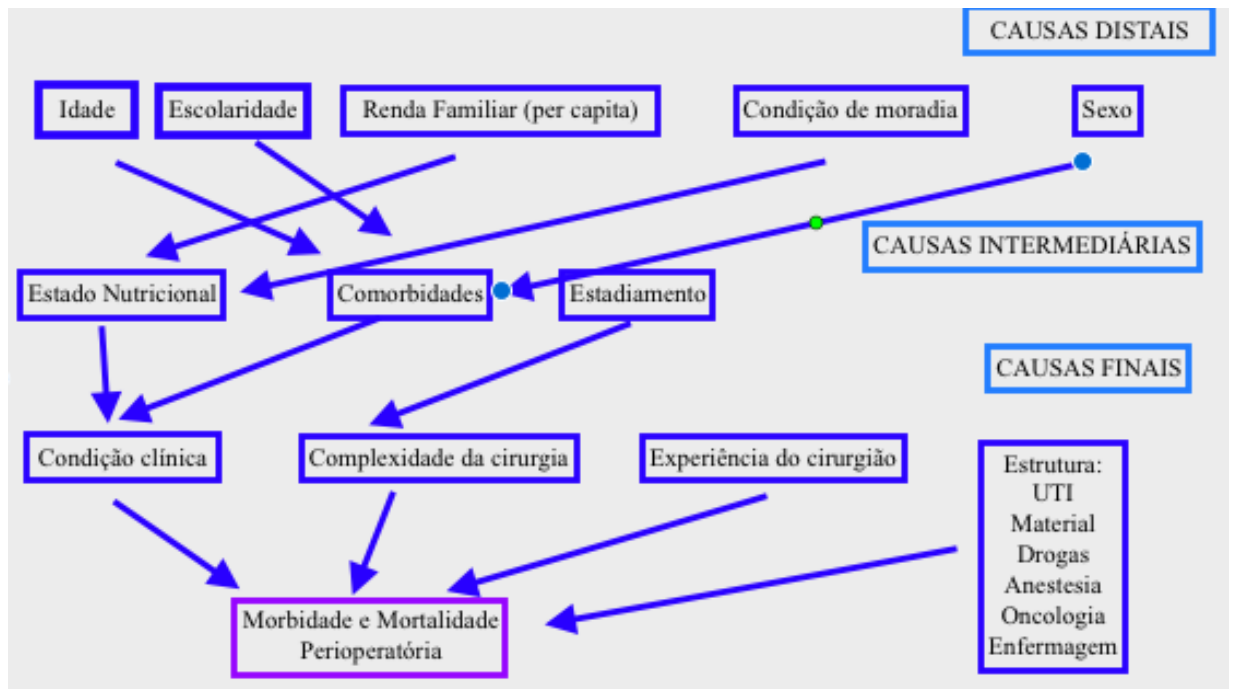 CAUSAS DISTAIS
Idade
Escolaridade
Renda Familiar (per capita)
Condição de moradia
Sexo
CAUSAS INTERMEDIÁRIAS
Estado Nutricional
Comorbidades
Estadiamento
CAUSAS FINAIS
Condição clínica
Complexidade da cirurgia
Experiência do cirurgião
Estrutura:
UTI
Material
Drogas
Anestesia
Oncologia
Enfermagem
Morbidade e Mortalidade
Perioperatória